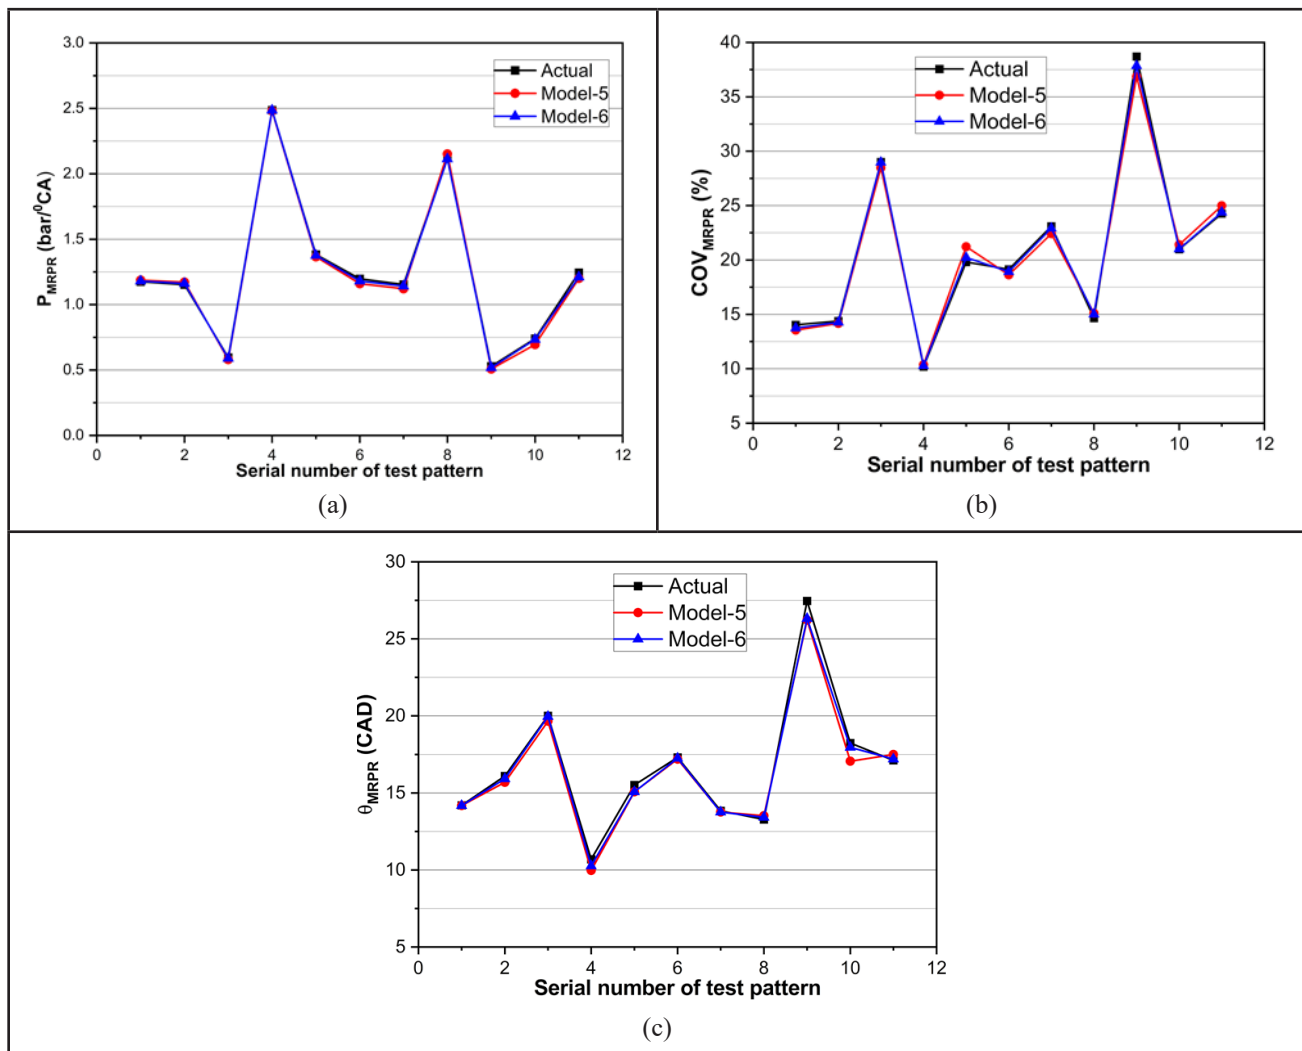 3.0
2.5
2.0
1.5
1.0
0.5
0.0
P_MRPR (bar/⁰CA)
Actual
Model-5
Model-6
0 2 4 6 8 10 12
Serial number of test pattern
(a)
40
35
30
25
20
15
10
5
COV_MRPR (%)
Actual
Model-5
Model-6
0 2 4 6 8 10 12
Serial number of test pattern
(b)
30
25
20
15
10
5
θ_MRPR (CAD)
Actual
Model-5
Model-6
0 2 4 6 8 10 12
Serial number of test pattern
(c)